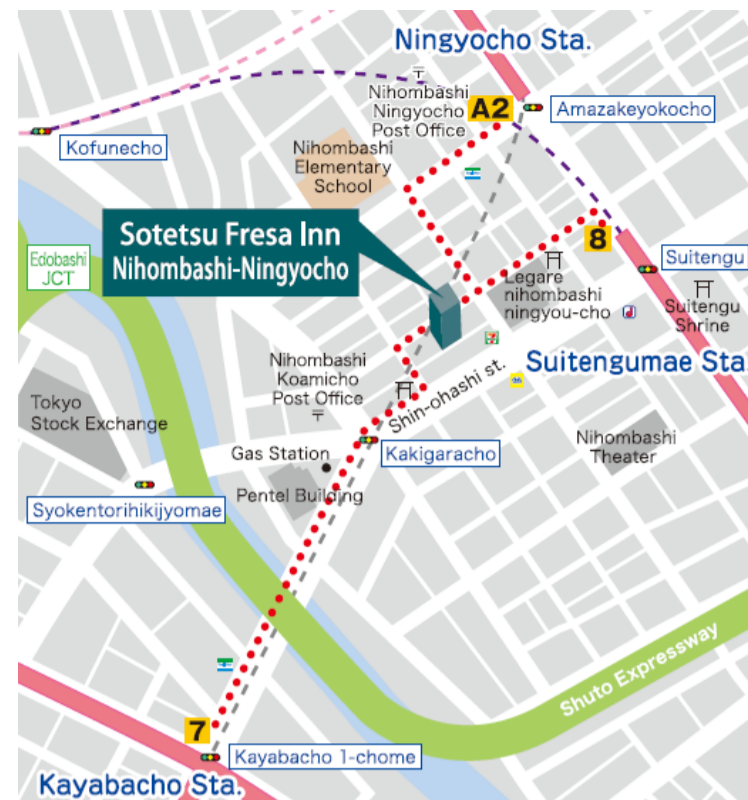 Ningyocho Sta.
〒
Nihombashi
Ningyocho
Post Office
A2
Amazakeyokocho
Kofunecho
Nihombashi
Elementary
School
Sotetsu Fresa Inn
Nihombashi-Ningyocho
Edobashi
JCT
8
Suitengu
Legare
nihombashi
ningyou-cho
Suitengu
Shrine
7
Suitengumae Sta.
Nihombashi
Koamicho
Post Office
〒
Shin-ohashi st.
Tokyo
Stock Exchange
Gas Station
Kakigaracho
Nihombashi
Theater
Pentel Building
Syokentorihikijyomae
Shuto Expressway
7
Kayabacho 1-chome
Kayabacho Sta.